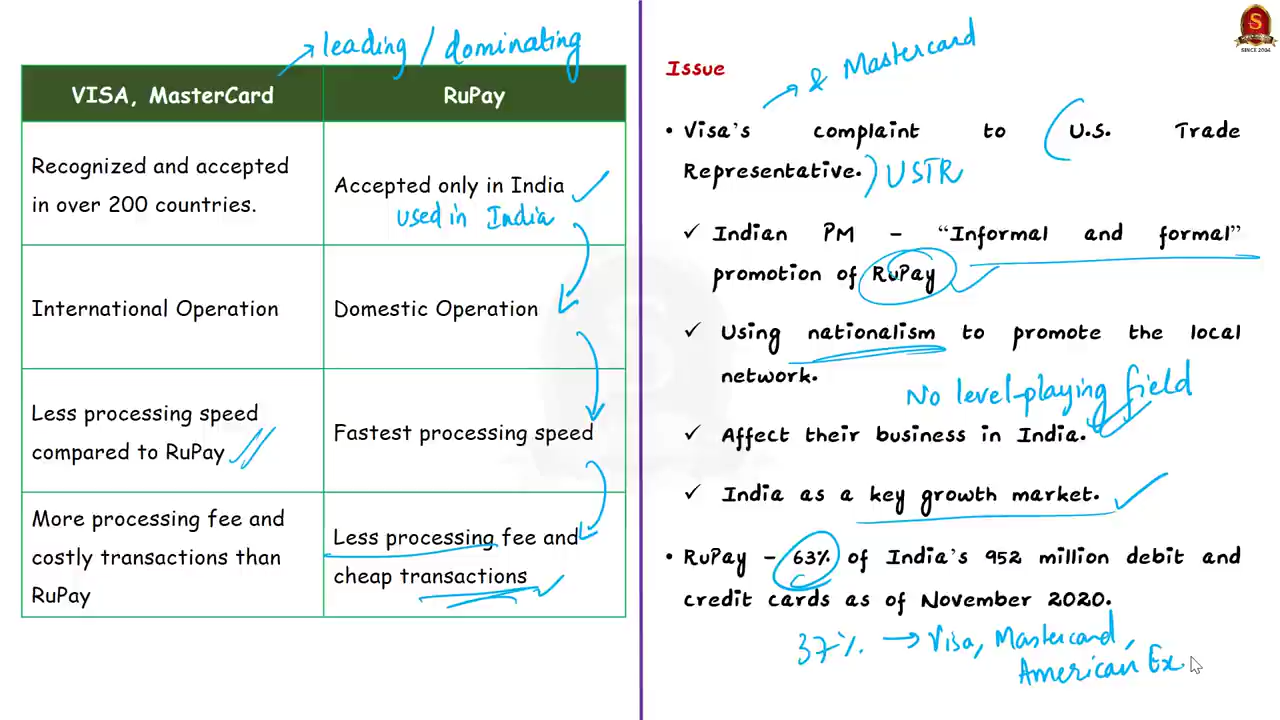 leading / dominating
VISA, MasterCard
RuPay
Recognized and accepted
in over 200 countries.
Accepted only in India
used in India
International Operation
Domestic Operation
Less processing speed
compared to RuPay
Fastest processing speed
More processing fee and
costly transactions than
RuPay
Less processing fee and
cheap transactions
S
SINCE 2004
Issue
& Mastercard
• Visa's complaint to (U.S. Trade
Representative.) USTR
✓ Indian PM – "Informal and formal"
promotion of RuPay
✓ Using nationalism to promote the local
network.
No level-playing field
✓ Affect their business in India.
✓ India as a key growth market.
• RuPay – 63% of India's 952 million debit and
credit cards as of November 2020.
37% → Visa, Mastercard,
American Ex.